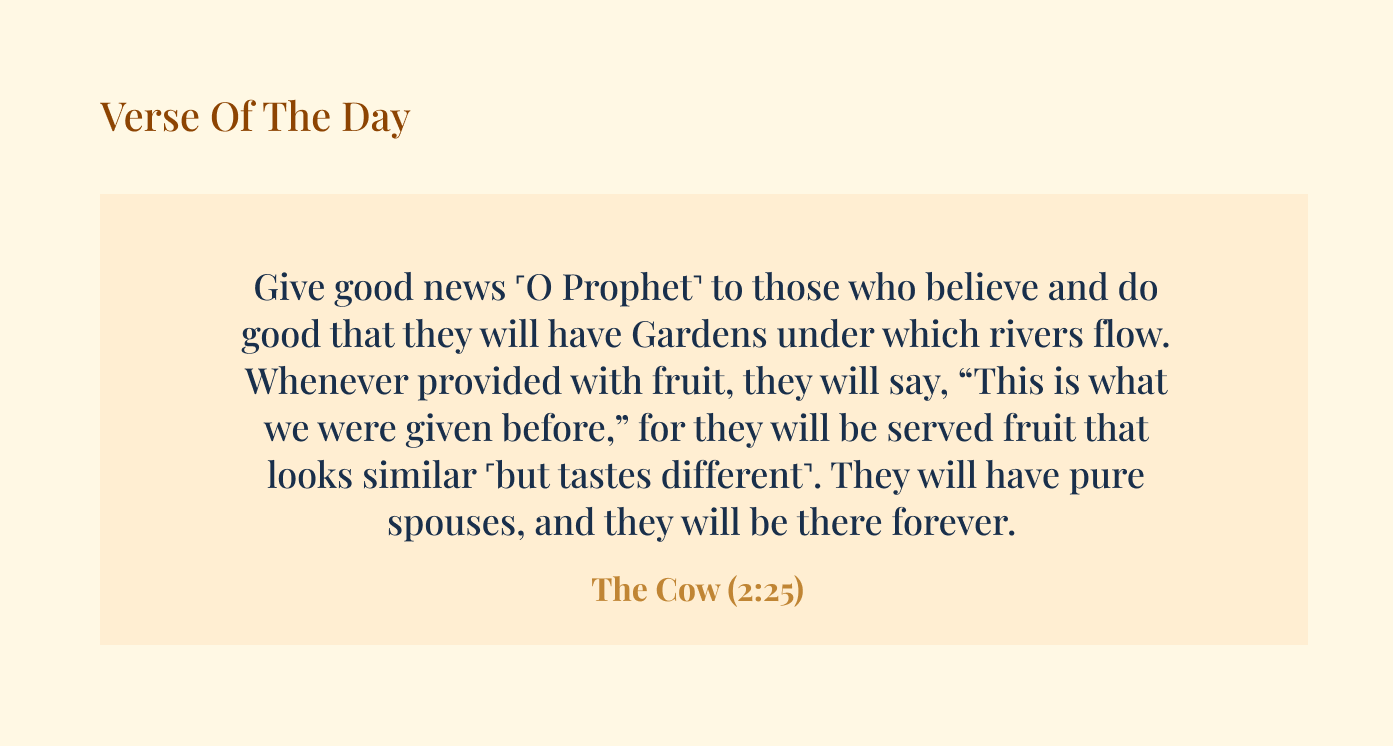 Verse Of The Day
Give good news ˹O Prophet˺ to those who believe and do
good that they will have Gardens under which rivers flow.
Whenever provided with fruit, they will say, “This is what
we were given before,” for they will be served fruit that
looks similar ˹but tastes different˺. They will have pure
spouses, and they will be there forever.
The Cow (2:25)